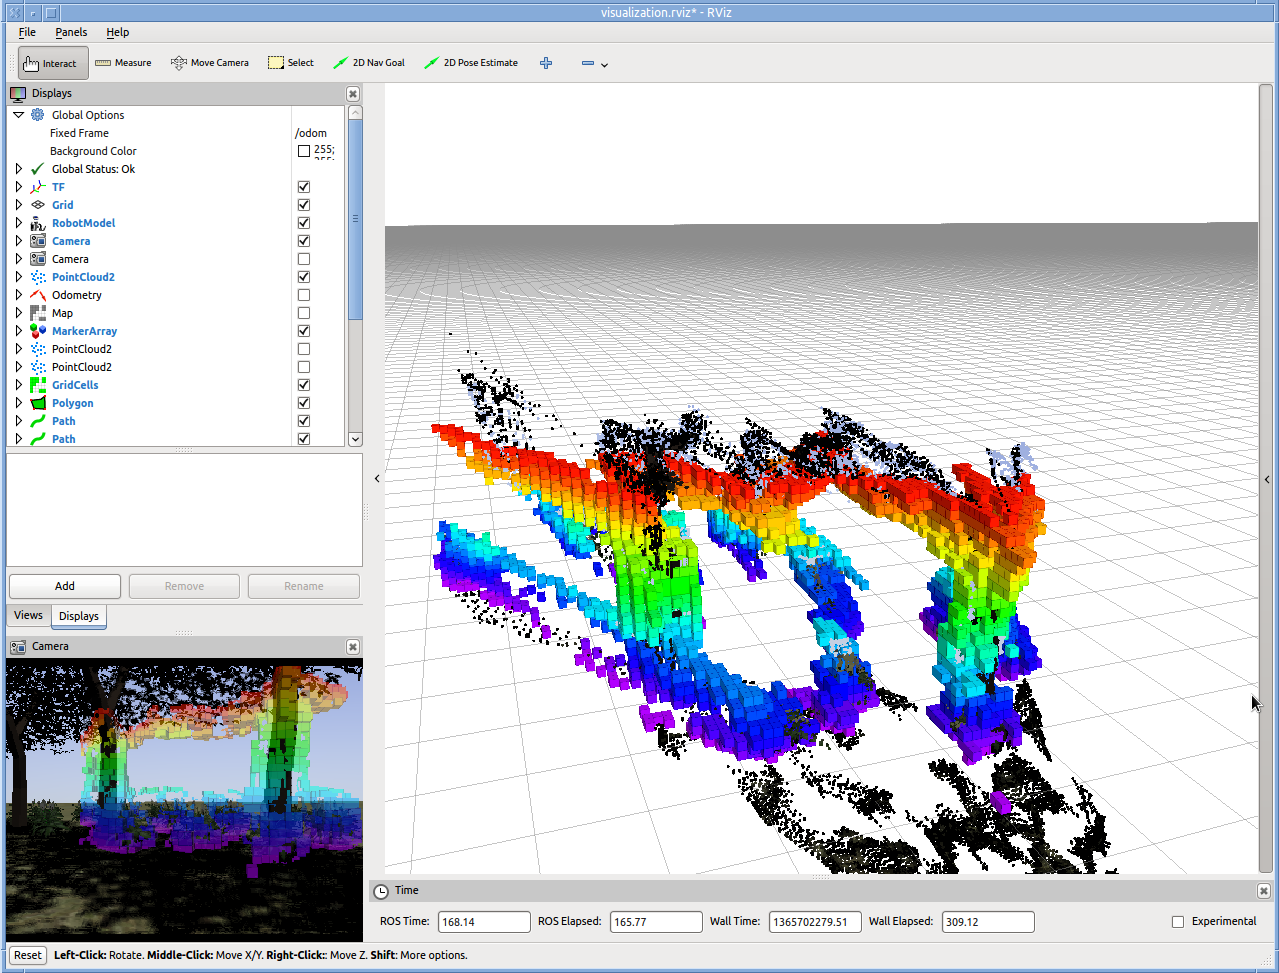 visualization.rviz* - RViz
File Panels Help
Interact Measure Move Camera Select 2D Nav Goal 2D Pose Estimate
Displays
Global Options
Fixed Frame /odom
Background Color 255;
Global Status: Ok
TF
Grid
RobotModel
Camera
Camera
PointCloud2
Odometry
Map
MarkerArray
PointCloud2
PointCloud2
GridCells
Polygon
Path
Path
Add Remove Rename
Views Displays
Camera
Time
ROS Time: 168.14 ROS Elapsed: 165.77 Wall Time: 1365702279.51 Wall Elapsed: 309.12 Experimental
Reset Left-Click: Rotate. Middle-Click: Move X/Y. Right-Click:: Move Z. Shift: More options.